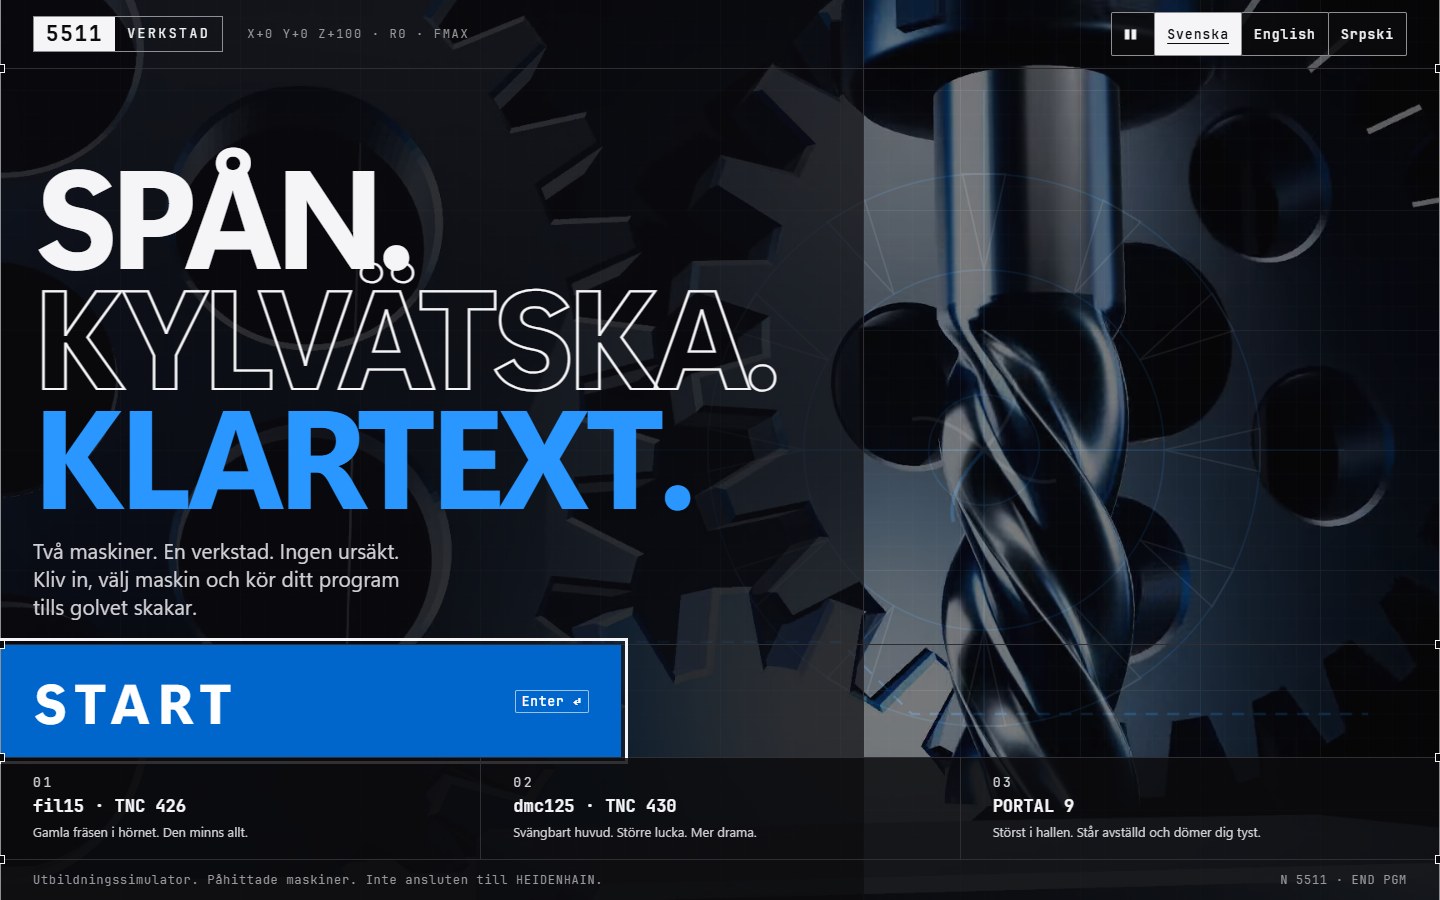 5511 VERKSTAD X+0 Y+0 Z+100 · R0 · FMAX
Svenska English Srpski
SPÅN.
KYLVÄTSKA.
KLARTEXT.
Två maskiner. En verkstad. Ingen ursäkt.
Kliv in, välj maskin och kör ditt program
tills golvet skakar.
START Enter ⏎
01
fil15 · TNC 426
Gamla fräsen i hörnet. Den minns allt.
02
dmc125 · TNC 430
Svängbart huvud. Större lucka. Mer drama.
03
PORTAL 9
Störst i hallen. Står avställd och dömer dig tyst.
Utbildningssimulator. Påhittade maskiner. Inte ansluten till HEIDENHAIN.
N 5511 · END PGM